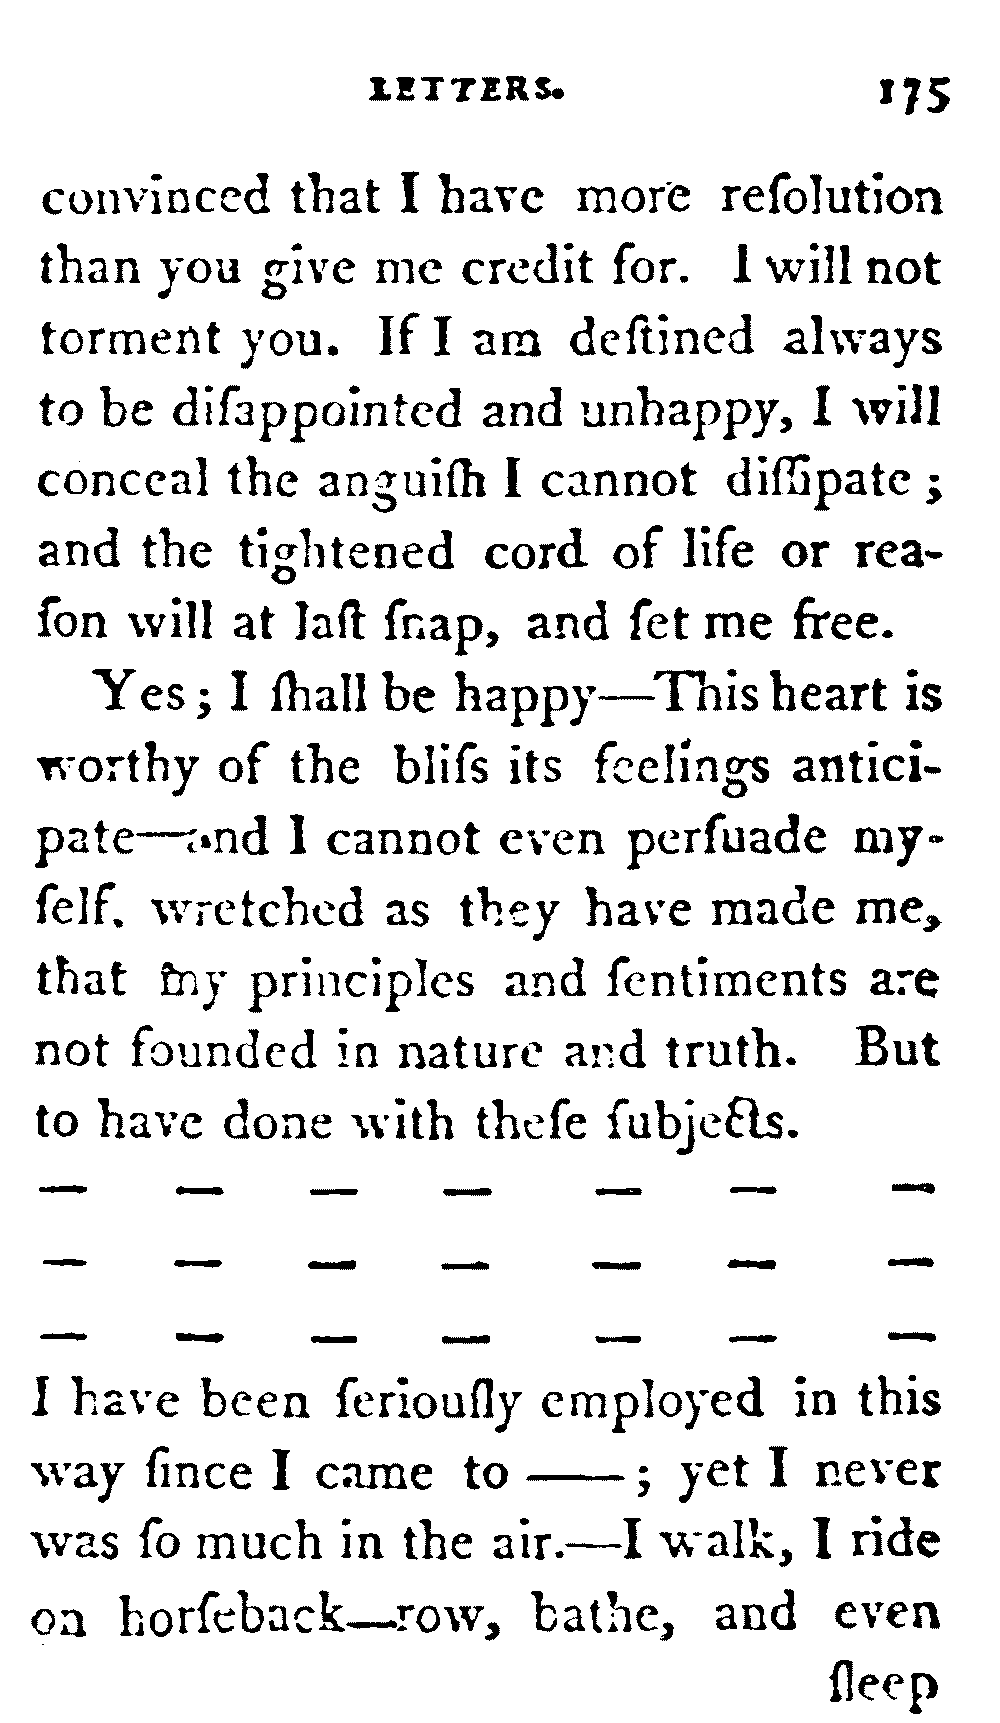 LETTERS. 175
convinced that I have more reſolution
than you give me credit for. I will not
torment you. If I am deſtined always
to be diſappointed and unhappy, I will
conceal the anguiſh I cannot diſſipate ;
and the tightened cord of life or rea-
ſon will at laſt ſnap, and ſet me free.
Yes ; I ſhall be happy—This heart is
worthy of the bliſs its feelings antici-
pate—and I cannot even perſuade my-
ſelf, wretched as they have made me,
that my principles and ſentiments are
not founded in nature and truth. But
to have done with theſe ſubjects.
— — — — — — —
— — — — — — —
— — — — — — —
I have been ſeriouſly employed in this
way ſince I came to —— ; yet I never
was ſo much in the air.—I walk, I ride
on horſeback—row, bathe, and even
ſleep